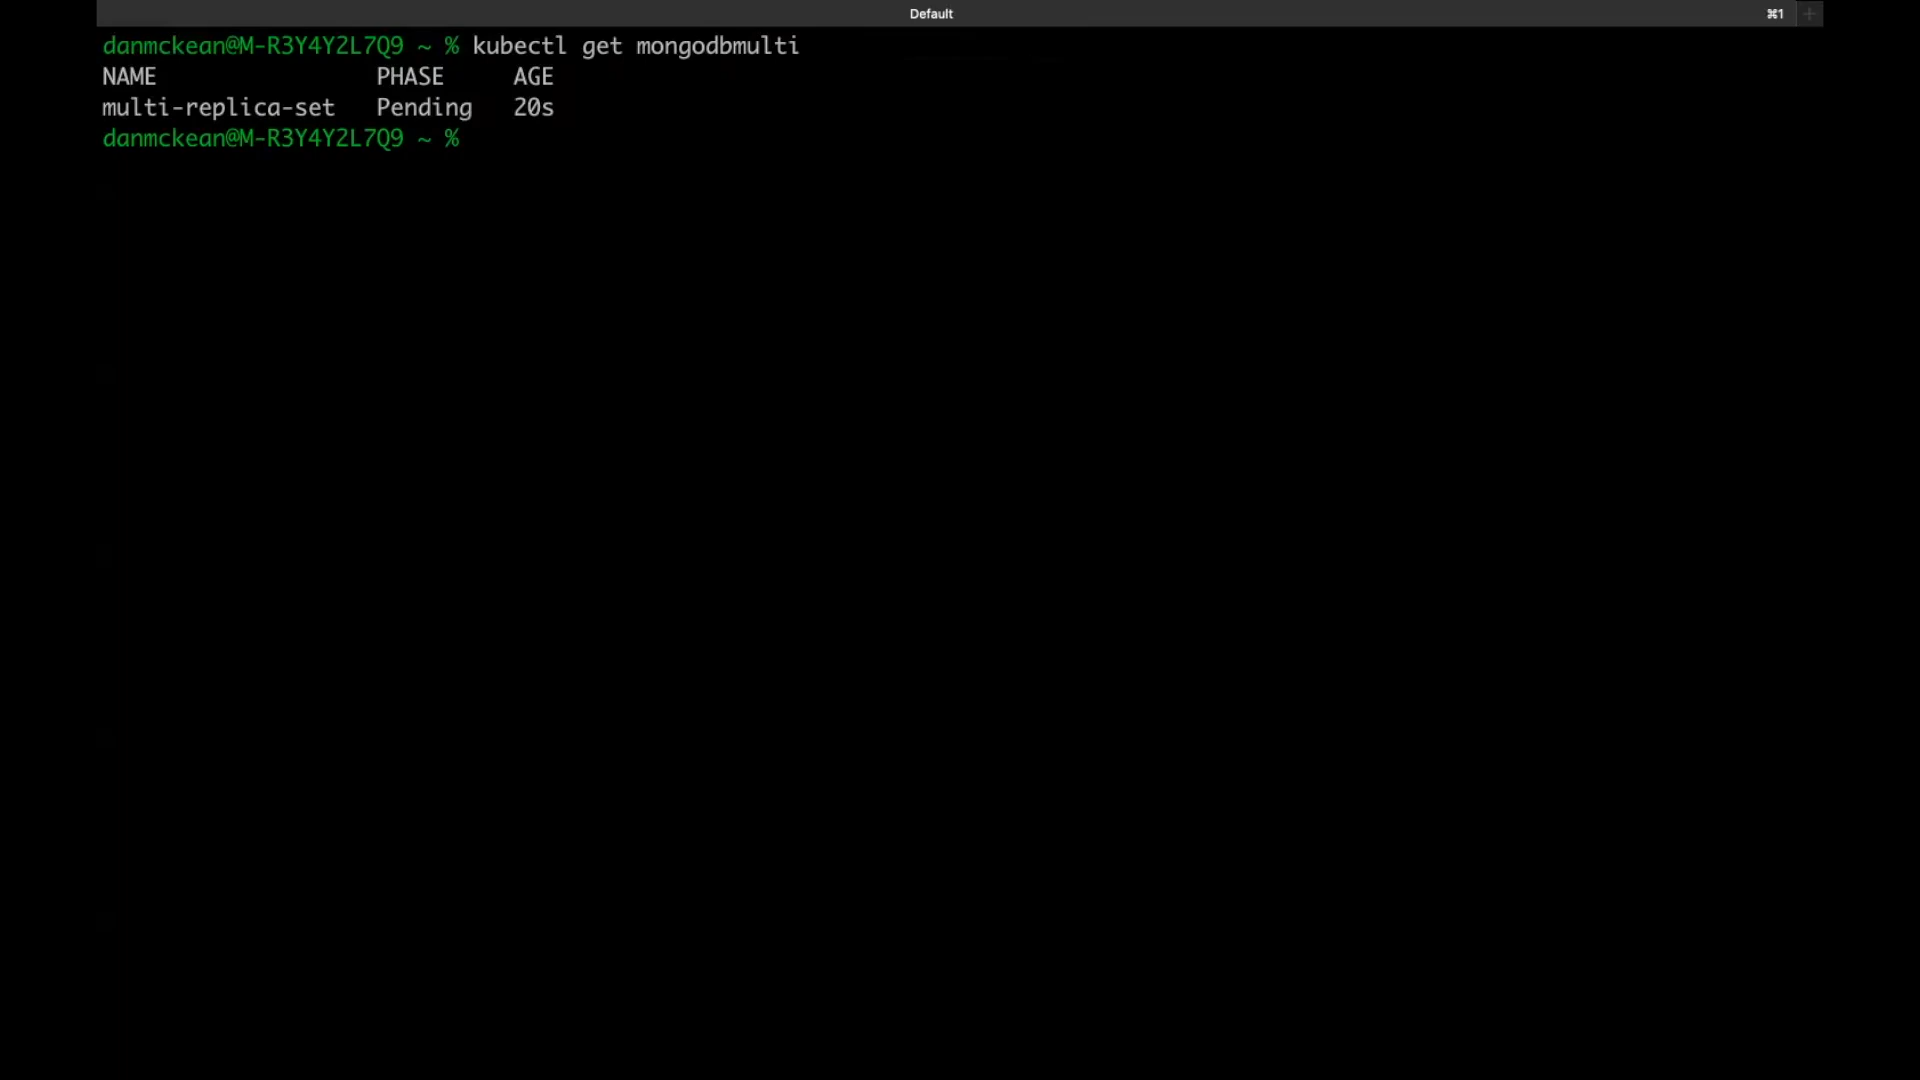 Default
⌘1
danmckean@M-R3Y4Y2L7Q9 ~ % kubectl get mongodbmulti
NAME PHASE AGE
multi-replica-set Pending 20s
danmckean@M-R3Y4Y2L7Q9 ~ %